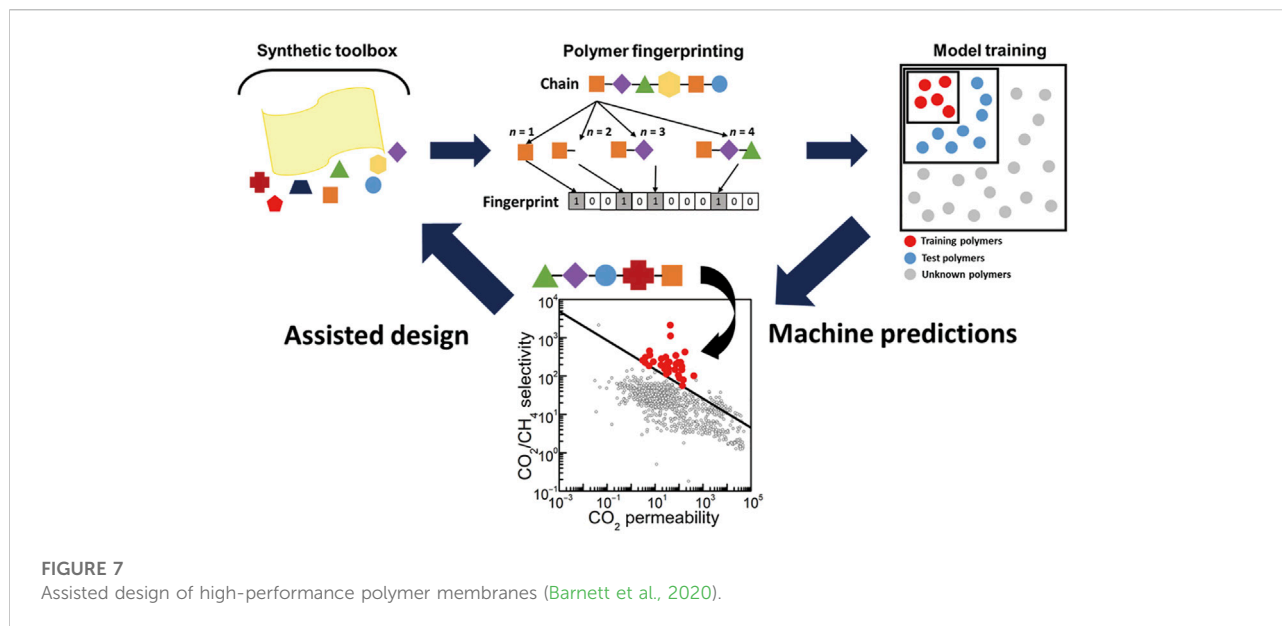 Synthetic toolbox
Polymer fingerprinting
Model training
Chain
n = 1
n = 2
n = 3
n = 4
Fingerprint
1 0 0 1 0 1 0 0 0 1 0 0
Training polymers
Test polymers
Unknown polymers
Assisted design
Machine predictions
CO₂/CH₄ selectivity
10⁴
10³
10²
10¹
10⁰
10⁻¹
10⁻³ 10⁻¹ 10¹ 10³ 10⁵
CO₂ permeability
FIGURE 7
Assisted design of high-performance polymer membranes (Barnett et al., 2020).